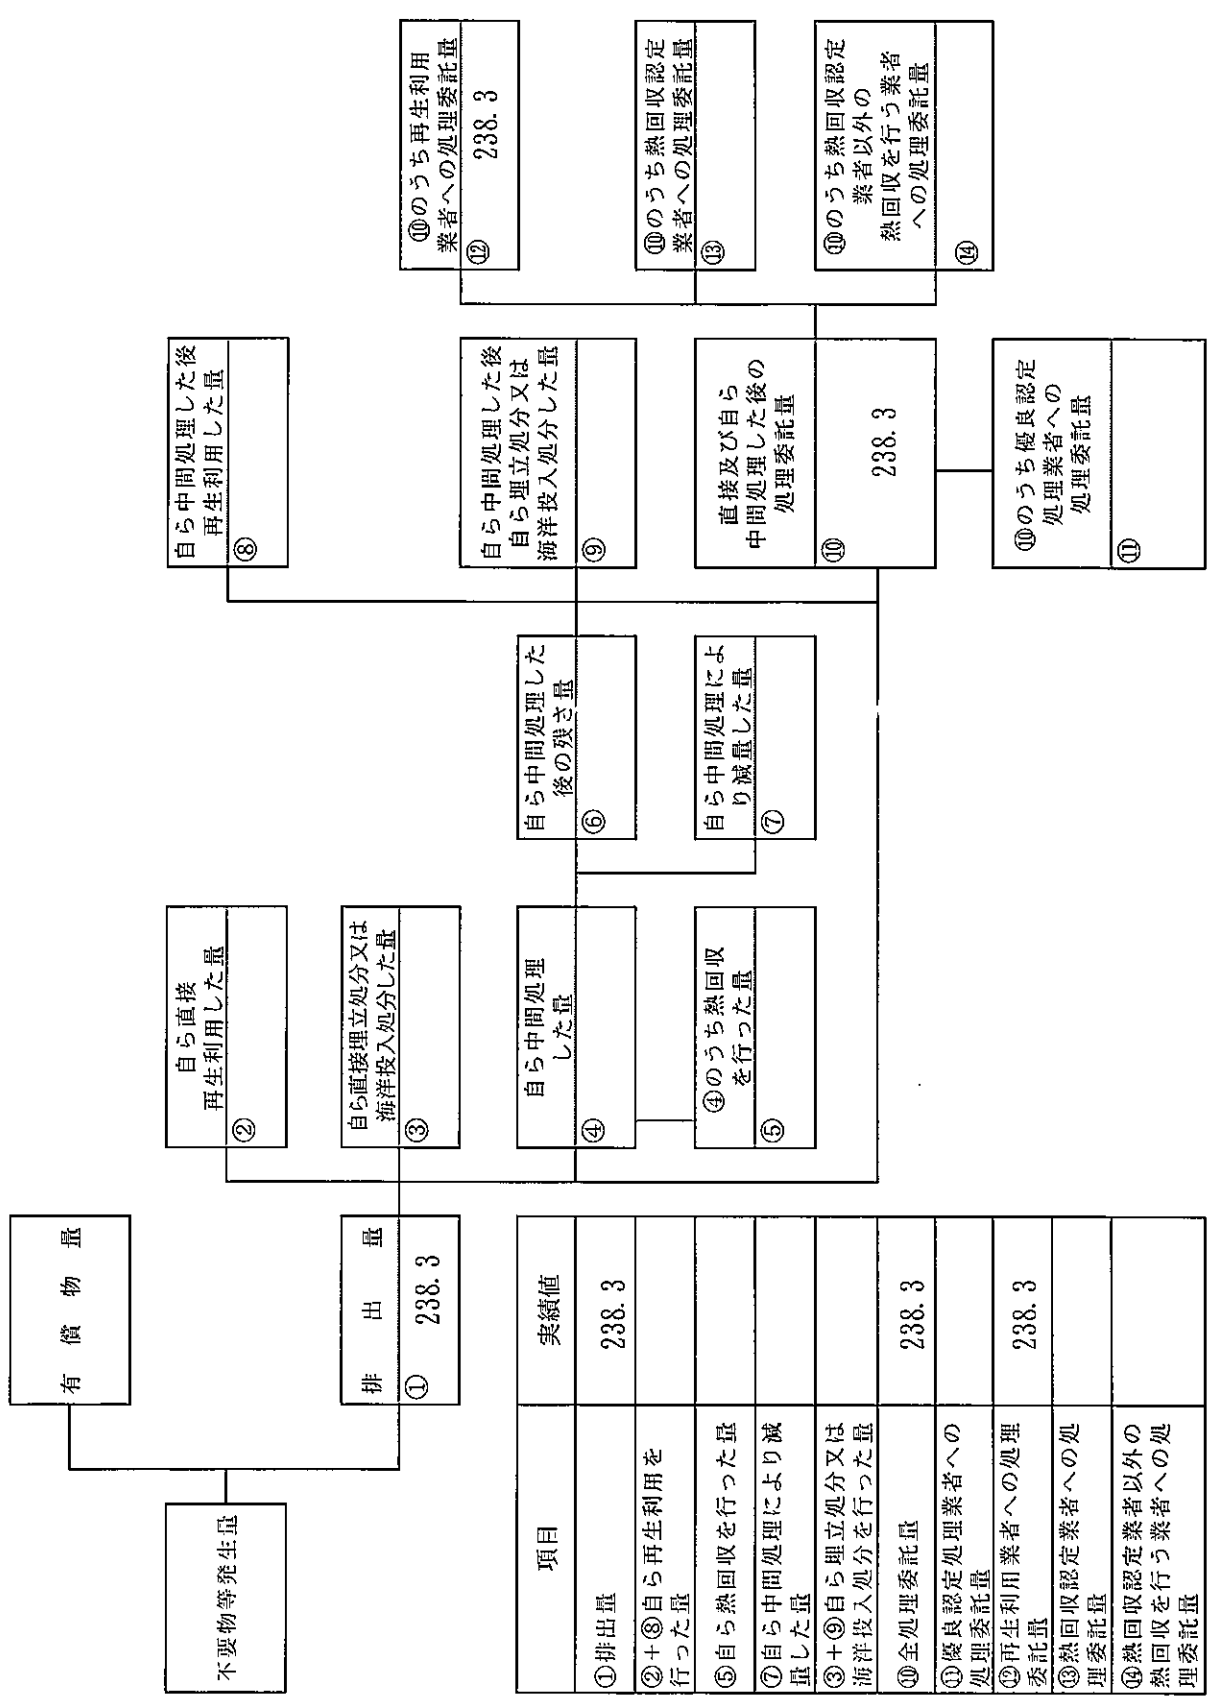 不要物等発生量
有償物量
排出量
① 238.3
自ら直接
再生利用した量
②
自ら直接埋立処分又は
海洋投入処分した量
③
自ら中間処理
した量
④
④のうち熱回収
を行った量
⑤
自ら中間処理した
後の残さ量
⑥
自ら中間処理によ
り減量した量
⑦
自ら中間処理した後
再生利用した量
⑧
自ら中間処理した後
自ら埋立処分又は
海洋投入処分した量
⑨
直接及び自ら
中間処理した後の
処理委託量
⑩ 238.3
⑩のうち優良認定
処理業者への
処理委託量
⑪
⑩のうち再生利用
業者への処理委託量
⑫ 238.3
⑩のうち熱回収認定
業者への処理委託量
⑬
⑩のうち熱回収認定
業者以外の
熱回収を行う業者
への処理委託量
⑭
項目 実績値
①排出量 238.3
②+⑧自ら再生利用を
行った量
⑤自ら熱回収を行った量
⑦自ら中間処理により減
量した量
③+⑨自ら埋立処分又は
海洋投入処分を行った量
⑩全処理委託量 238.3
⑪優良認定処理業者への
処理委託量
⑫再生利用業者への処理
委託量 238.3
⑬熱回収認定業者への処
理委託量
⑭熱回収認定業者以外の
熱回収を行う業者への処
理委託量